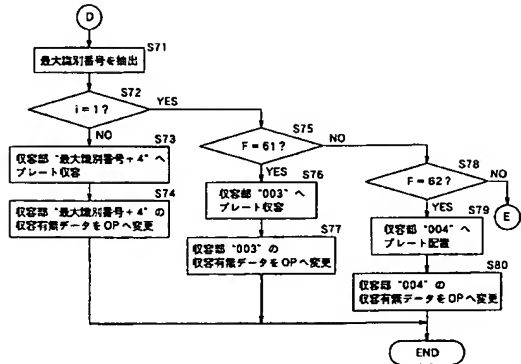 D
S71
最大識別番号を抽出
S72
i = 1?
YES
NO
S73
収容部 "最大識別番号+4" へ
プレート収容
S74
収容部 "最大識別番号+4" の
収容有無データをOPへ変更
S75
F = 61?
NO
YES
S76
収容部 "003" へ
プレート収容
S77
収容部 "003" の
収容有無データをOPへ変更
S78
F = 62?
NO
E
YES
S79
収容部 "004" へ
プレート配置
S80
収容部 "004" の
収容有無データをOPへ変更
END